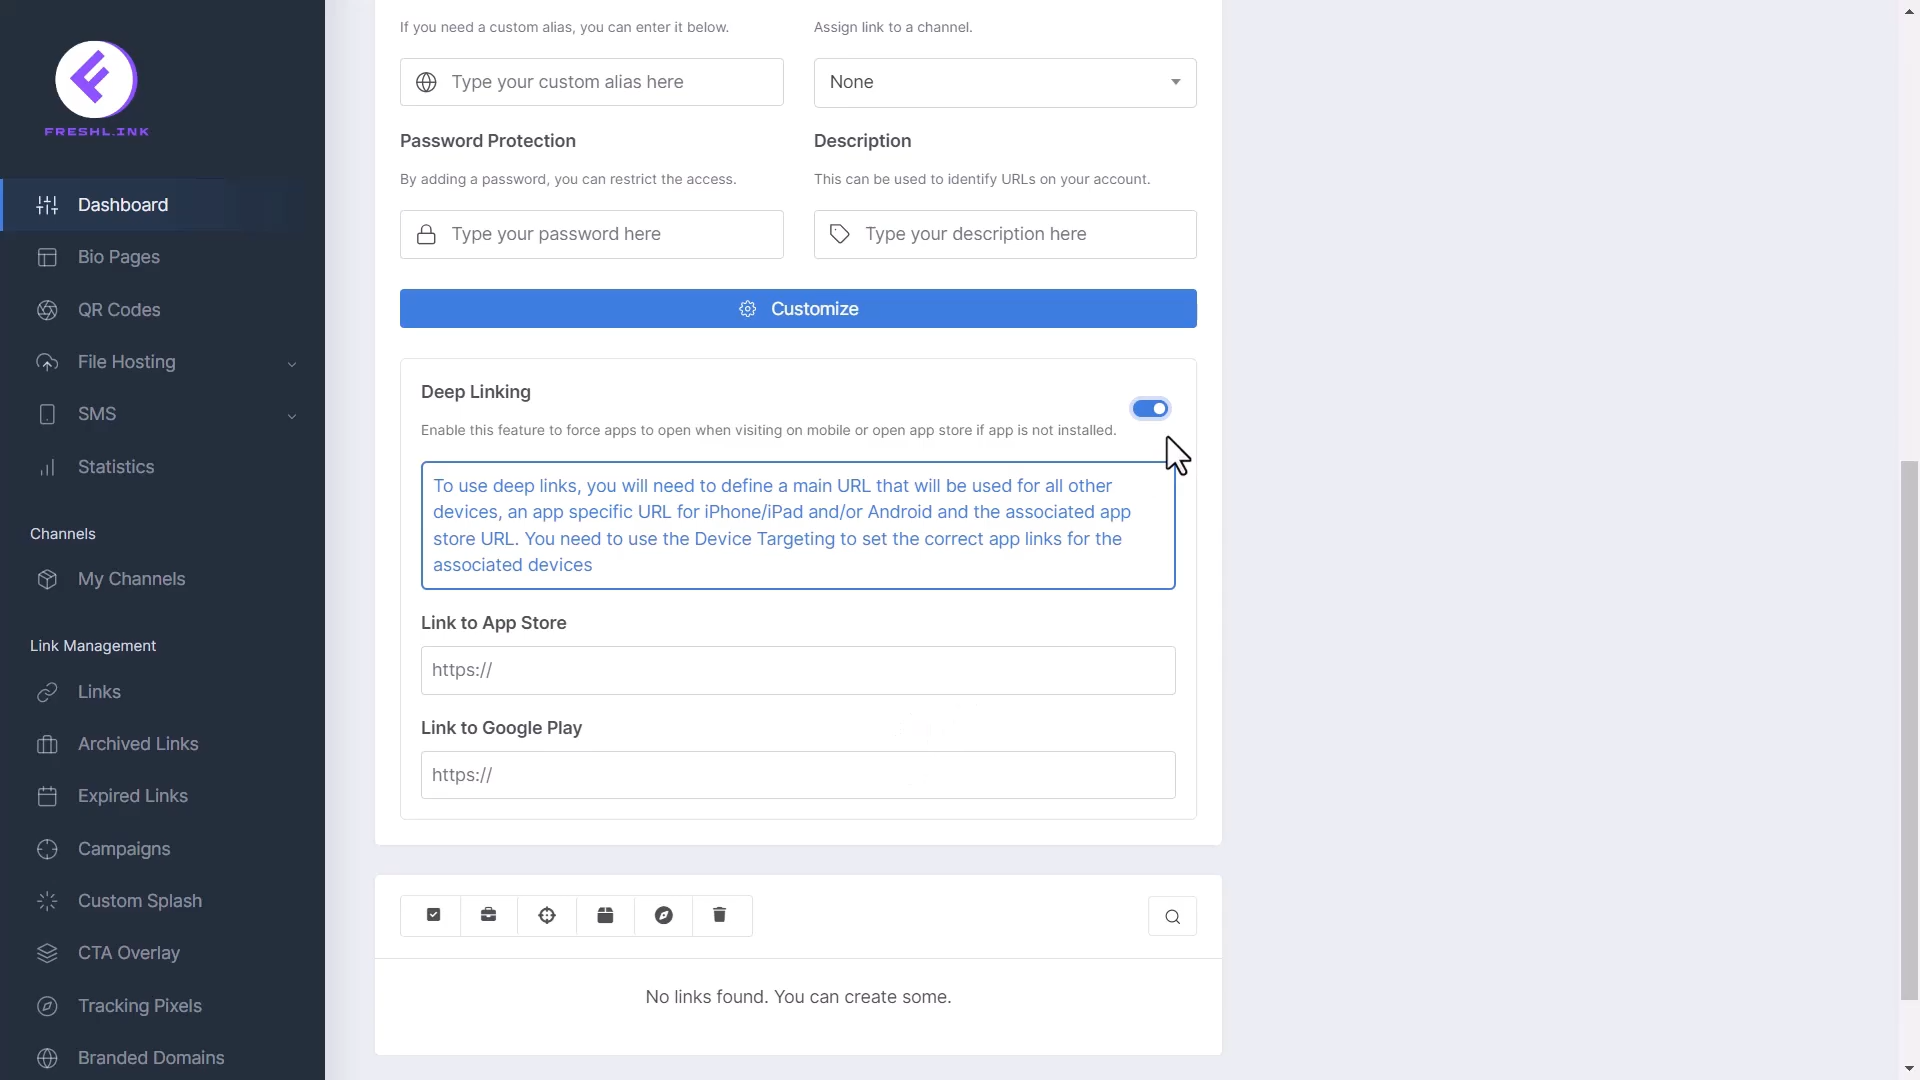 FRESHL.INK
Dashboard
Bio Pages
QR Codes
File Hosting
SMS
Statistics
Channels
My Channels
Link Management
Links
Archived Links
Expired Links
Campaigns
Custom Splash
CTA Overlay
Tracking Pixels
Branded Domains
If you need a custom alias, you can enter it below.
Assign link to a channel.
Type your custom alias here
None
Password Protection
Description
By adding a password, you can restrict the access.
This can be used to identify URLs on your account.
Type your password here
Type your description here
Customize
Deep Linking
Enable this feature to force apps to open when visiting on mobile or open app store if app is not installed.
To use deep links, you will need to define a main URL that will be used for all other
devices, an app specific URL for iPhone/iPad and/or Android and the associated app
store URL. You need to use the Device Targeting to set the correct app links for the
associated devices
Link to App Store
https://
Link to Google Play
https://
No links found. You can create some.